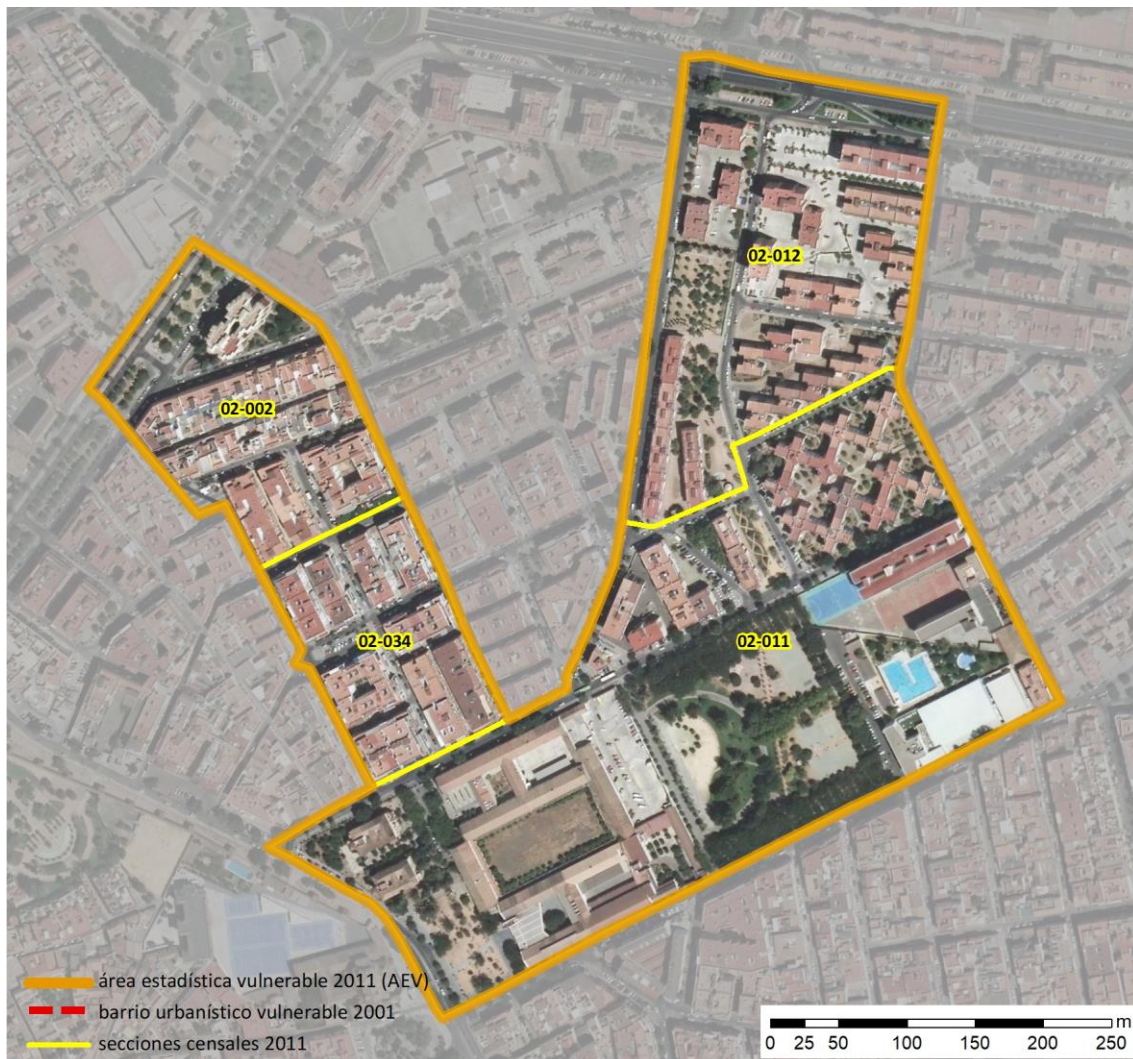 02-012
02-002
02-034
02-011
área estadística vulnerable 2011 (AEV)
barrio urbanístico vulnerable 2001
secciones censales 2011
m
0 25 50 100 150 200 250